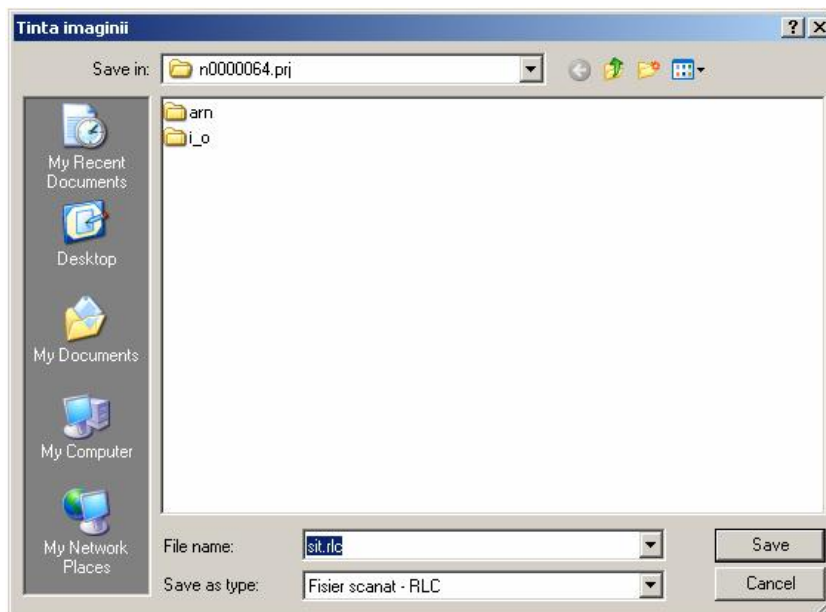 Tinta imaginii
Save in: n0000064.prj
arn
i_o
My Recent
Documents
Desktop
My Documents
My Computer
My Network
Places
File name: sit.rlc
Save
Save as type: Fisier scanat - RLC
Cancel